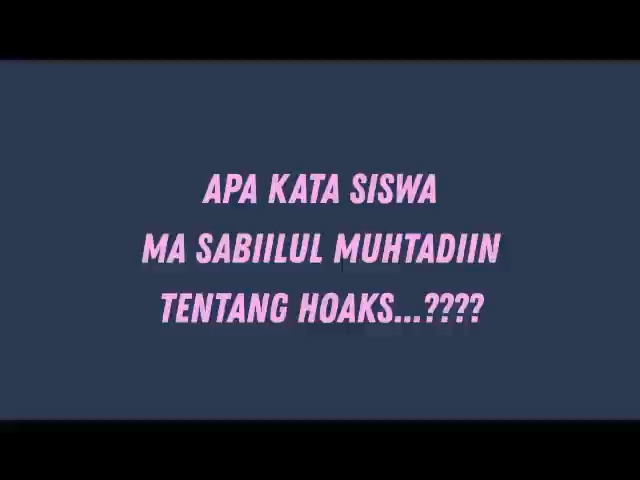 APA KATA SISWA
MA SABIILUL MUHTADIIN
TENTANG HOAKS...????